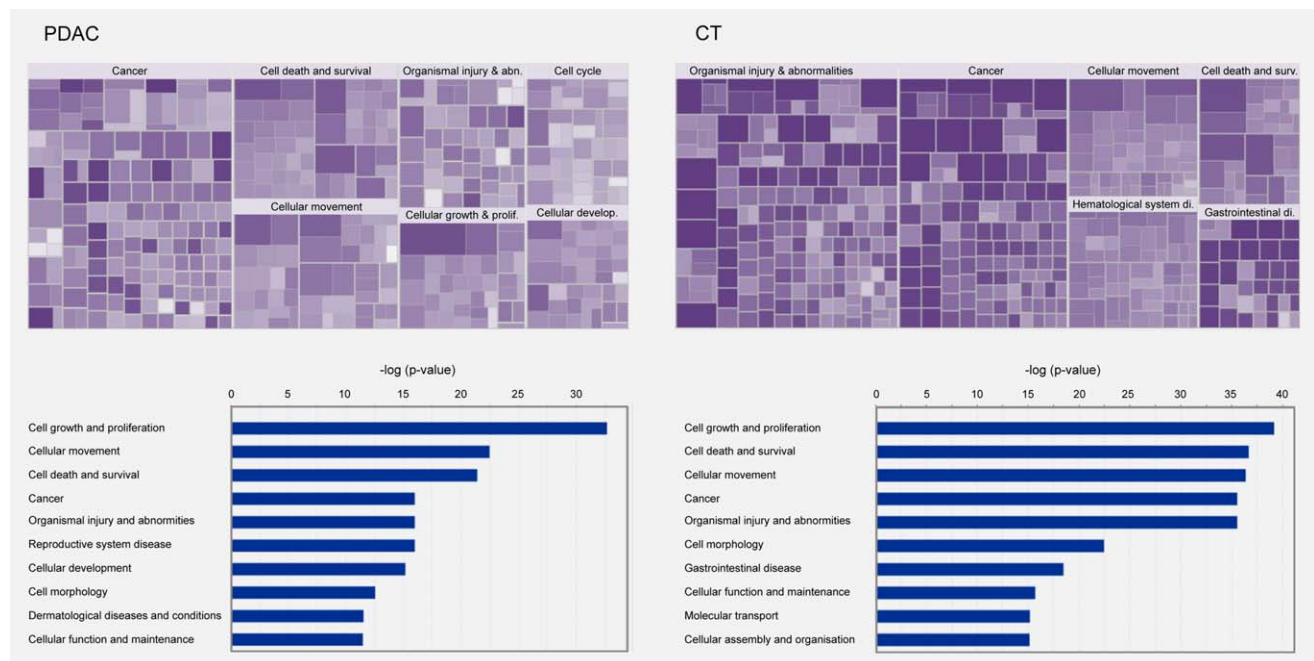 PDAC
Cancer
Cell death and survival
Organismal injury & abn.
Cell cycle
Cellular movement
Cellular growth & prolif.
Cellular develop.
-log (p-value)
0 5 10 15 20 25 30
Cell growth and proliferation
Cellular movement
Cell death and survival
Cancer
Organismal injury and abnormities
Reproductive system disease
Cellular development
Cell morphology
Dermatological diseases and conditions
Cellular function and maintenance
CT
Organismal injury & abnormalities
Cancer
Cellular movement
Cell death and surv.
Hematological system di.
Gastrointestinal di.
-log (p-value)
0 5 10 15 20 25 30 35 40
Cell growth and proliferation
Cell death and survival
Cellular movement
Cancer
Organismal injury and abnormities
Cell morphology
Gastrointestinal disease
Cellular function and maintenance
Molecular transport
Cellular assembly and organisation